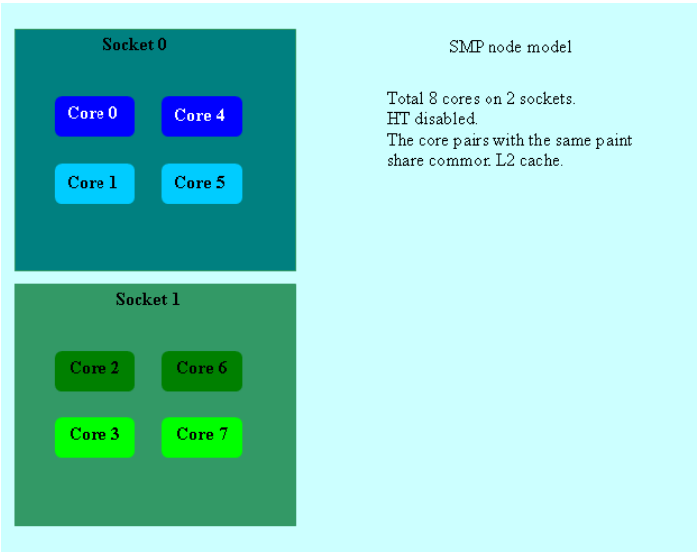 Socket 0
SMP node model
Core 0
Core 4
Total 8 cores on 2 sockets.
HT disabled.
The core pairs with the same paint
share commor. L2 cache.
Core 1
Core 5
Socket 1
Core 2
Core 6
Core 3
Core 7